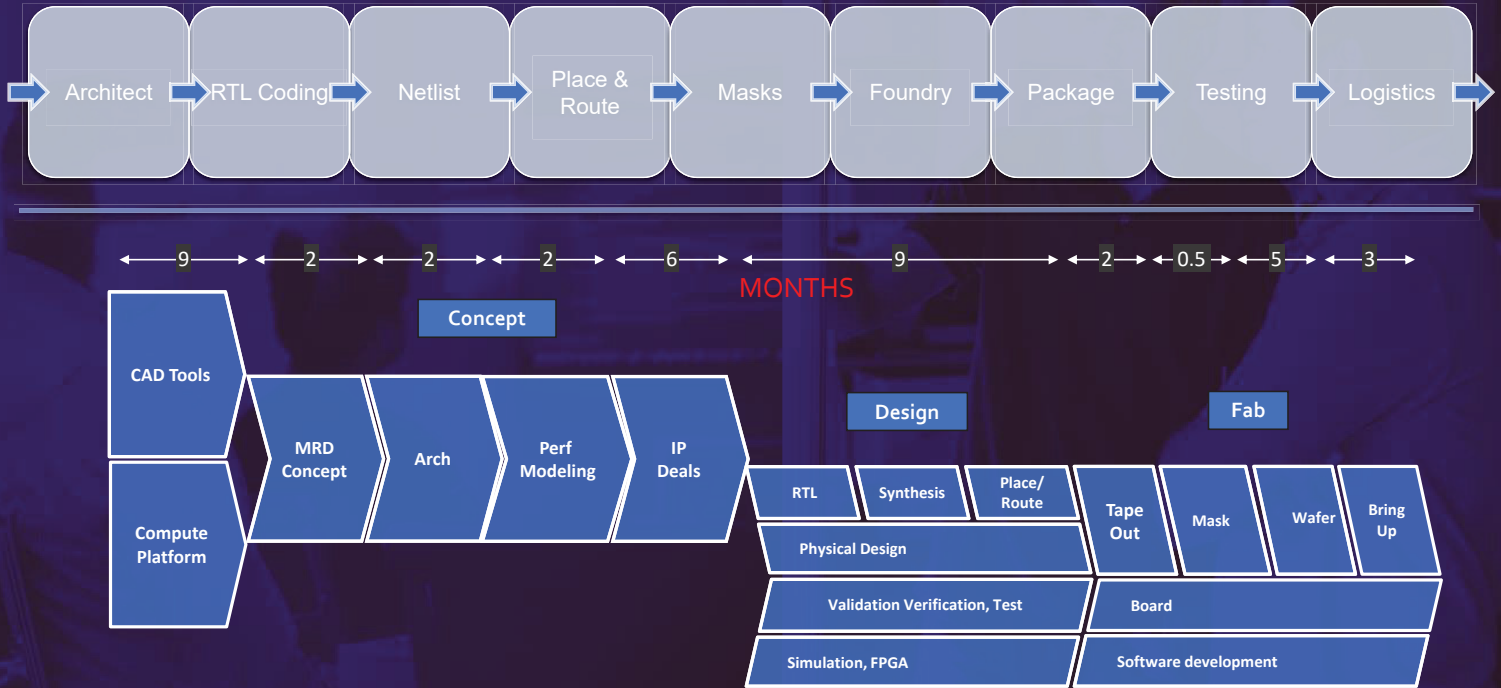 Architect
RTL Coding
Netlist
Place &
Route
Masks
Foundry
Package
Testing
Logistics
9
2
2
2
6
9
2
0.5
5
3
MONTHS
Concept
Design
Fab
CAD Tools
Compute
Platform
MRD
Concept
Arch
Perf
Modeling
IP
Deals
RTL
Synthesis
Place/
Route
Physical Design
Validation Verification, Test
Simulation, FPGA
Tape
Out
Mask
Wafer
Bring
Up
Board
Software development